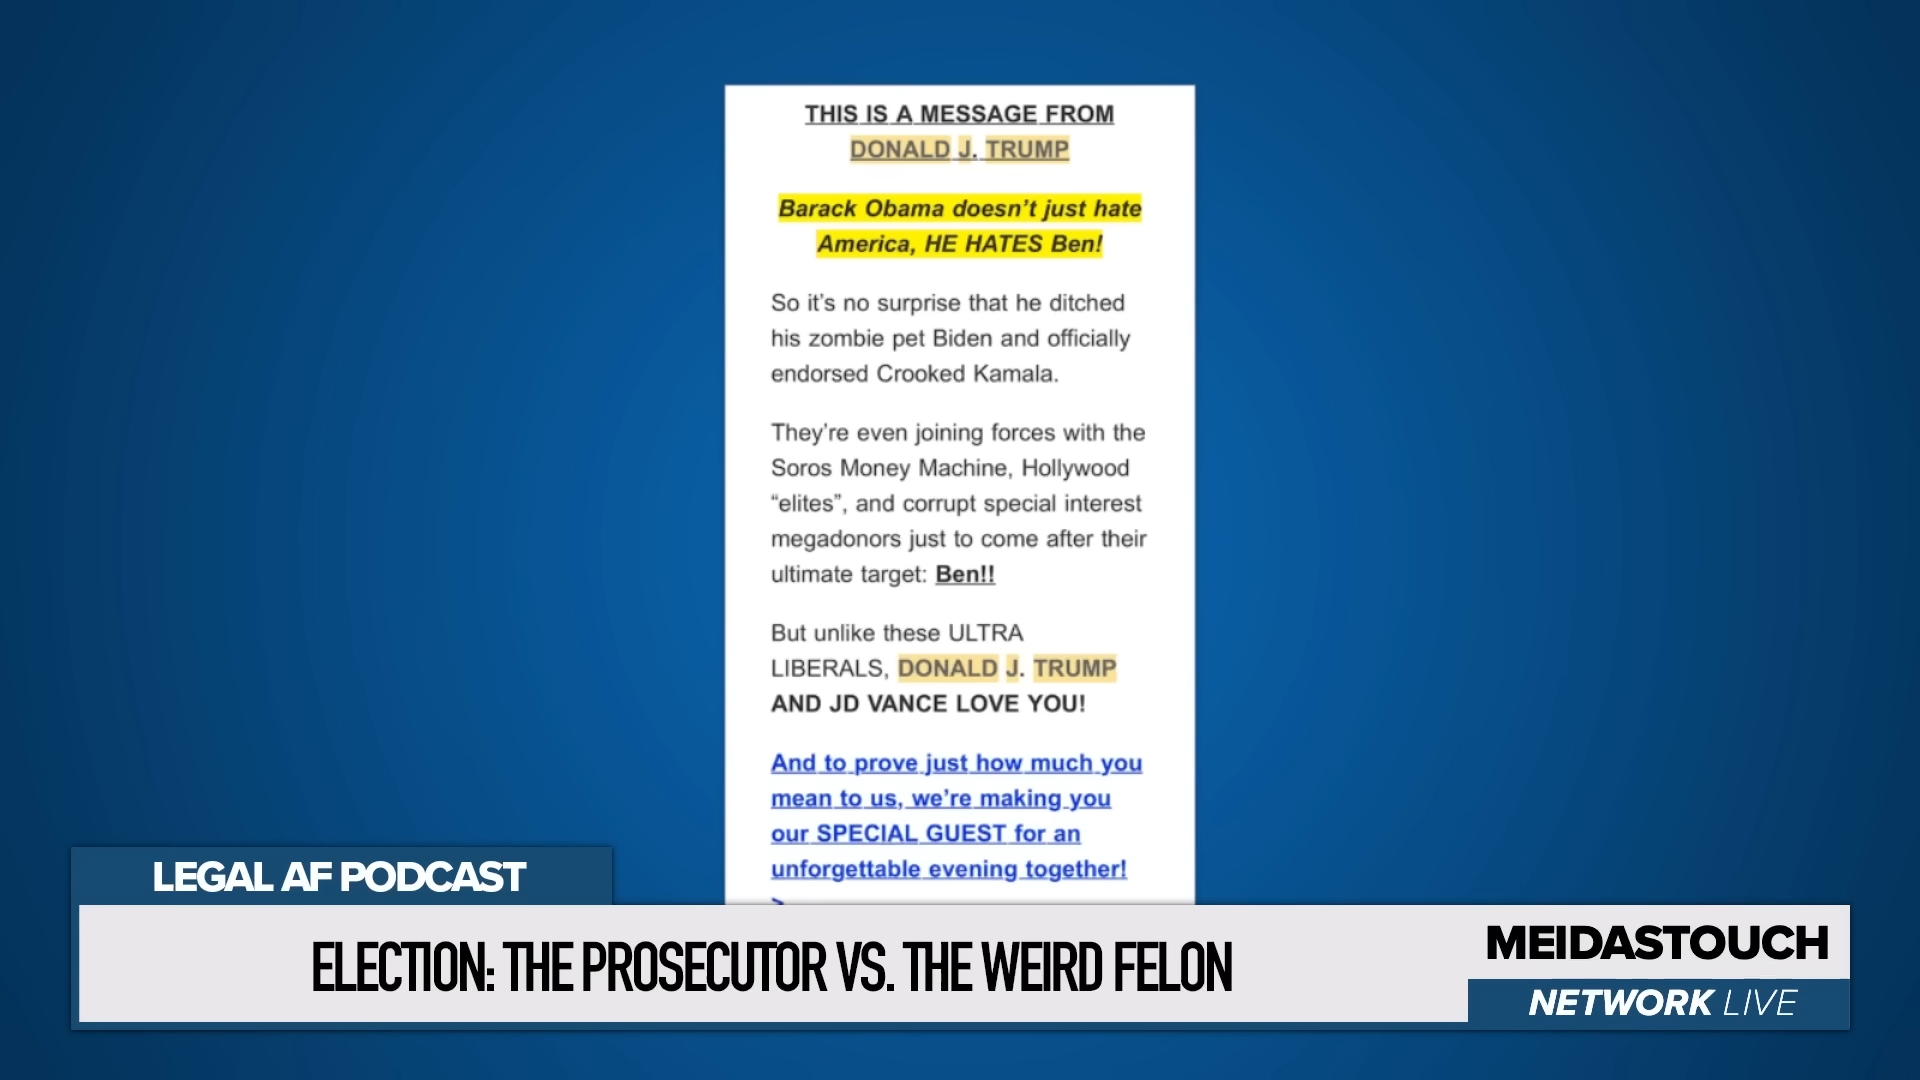 THIS IS A MESSAGE FROM
DONALD J. TRUMP
Barack Obama doesn’t just hate
America, HE HATES Ben!
So it’s no surprise that he ditched
his zombie pet Biden and officially
endorsed Crooked Kamala.
They’re even joining forces with the
Soros Money Machine, Hollywood
“elites”, and corrupt special interest
megadonors just to come after their
ultimate target: Ben!!
But unlike these ULTRA
LIBERALS, DONALD J. TRUMP
AND JD VANCE LOVE YOU!
And to prove just how much you
mean to us, we’re making you
our SPECIAL GUEST for an
unforgettable evening together!
>
LEGAL AF PODCAST
ELECTION: THE PROSECUTOR VS. THE WEIRD FELON
MEIDASTOUCH
NETWORK LIVE